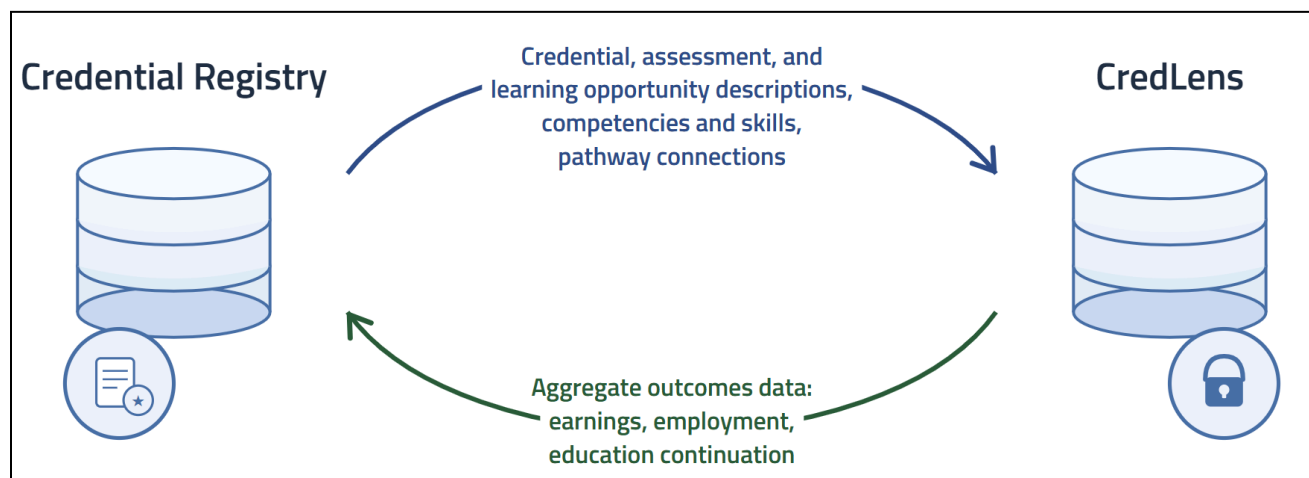 Credential Registry
Credential, assessment, and
learning opportunity descriptions,
competencies and skills,
pathway connections
CredLens
Aggregate outcomes data:
earnings, employment,
education continuation